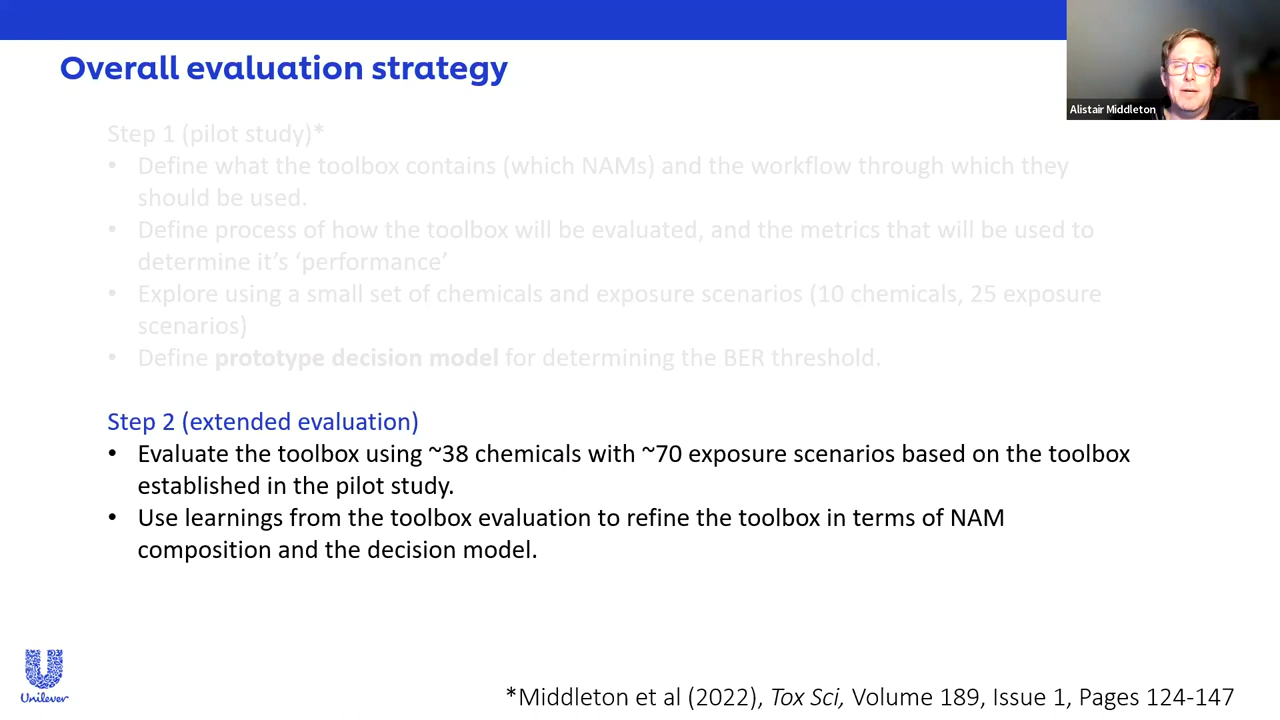 Overall evaluation strategy
Alistair Middleton
Step 1 (pilot study)*
• Define what the toolbox contains (which NAMs) and the workflow through which they
should be used.
• Define process of how the toolbox will be evaluated, and the metrics that will be used to
determine it's 'performance'
• Explore using a small set of chemicals and exposure scenarios (10 chemicals, 25 exposure
scenarios)
• Define prototype decision model for determining the BER threshold.
Step 2 (extended evaluation)
• Evaluate the toolbox using ~38 chemicals with ~70 exposure scenarios based on the toolbox
established in the pilot study.
• Use learnings from the toolbox evaluation to refine the toolbox in terms of NAM
composition and the decision model.
Unilever
*Middleton et al (2022), Tox Sci, Volume 189, Issue 1, Pages 124-147